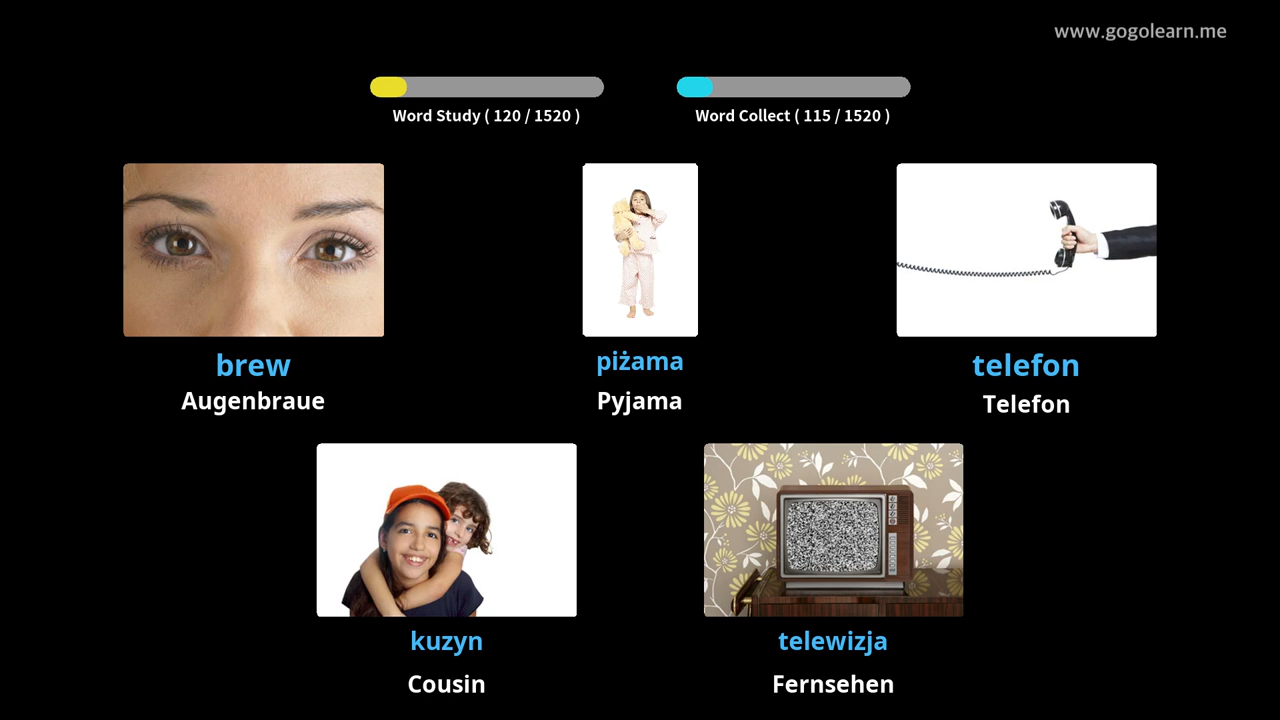 www.gogolearn.me
Word Study ( 120 / 1520 )
Word Collect ( 115 / 1520 )
brew
Augenbraue
piżama
Pyjama
telefon
Telefon
kuzyn
Cousin
telewizja
Fernsehen